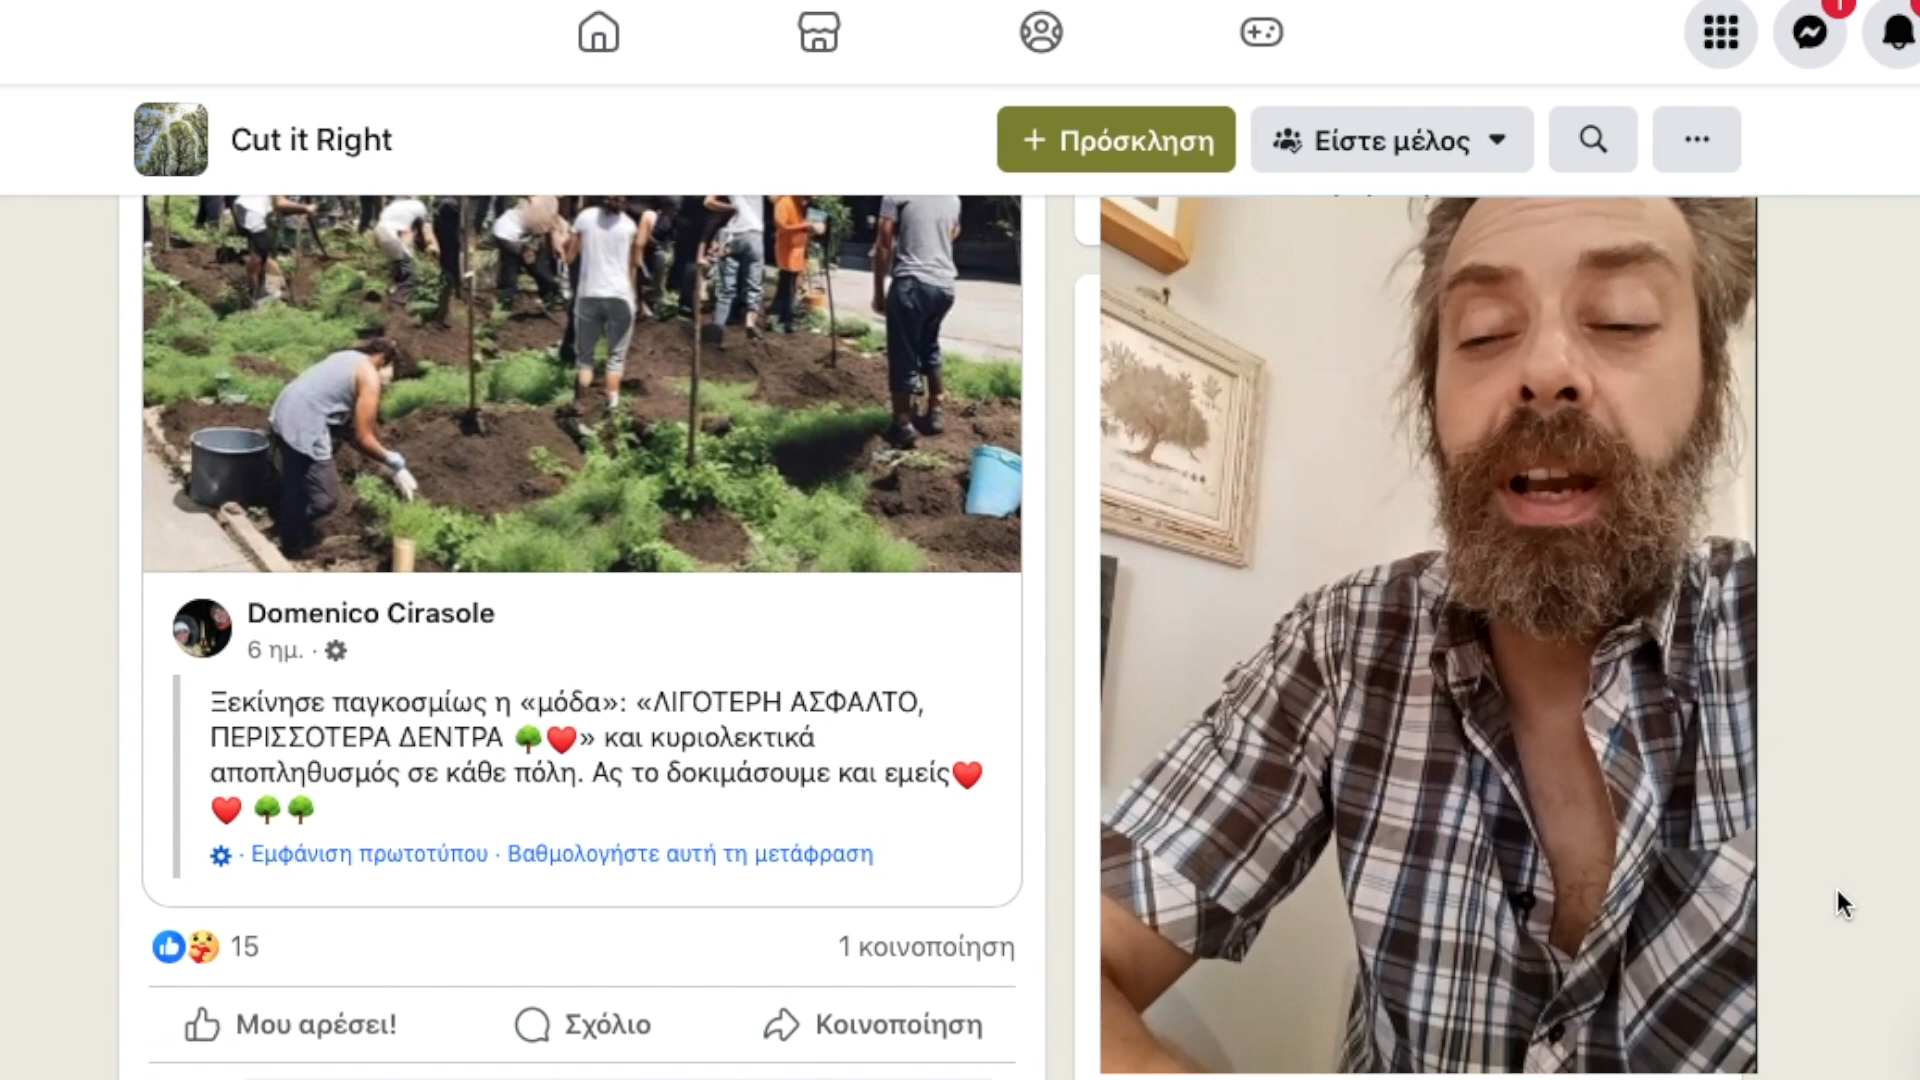 Cut it Right
+ Πρόσκληση
Είστε μέλος
Domenico Cirasole
6 ημ. ·
Ξεκίνησε παγκοσμίως η «μόδα»: «ΛΙΓΟΤΕΡΗ ΑΣΦΑΛΤΟ,
ΠΕΡΙΣΣΟΤΕΡΑ ΔΕΝΤΡΑ 🌳❤️» και κυριολεκτικά
αποπληθυσμός σε κάθε πόλη. Ας το δοκιμάσουμε και εμείς❤️
❤️ 🌳🌳
· Εμφάνιση πρωτοτύπου · Βαθμολογήστε αυτή τη μετάφραση
15
1 κοινοποίηση
Μου αρέσει!
Σχόλιο
Κοινοποίηση